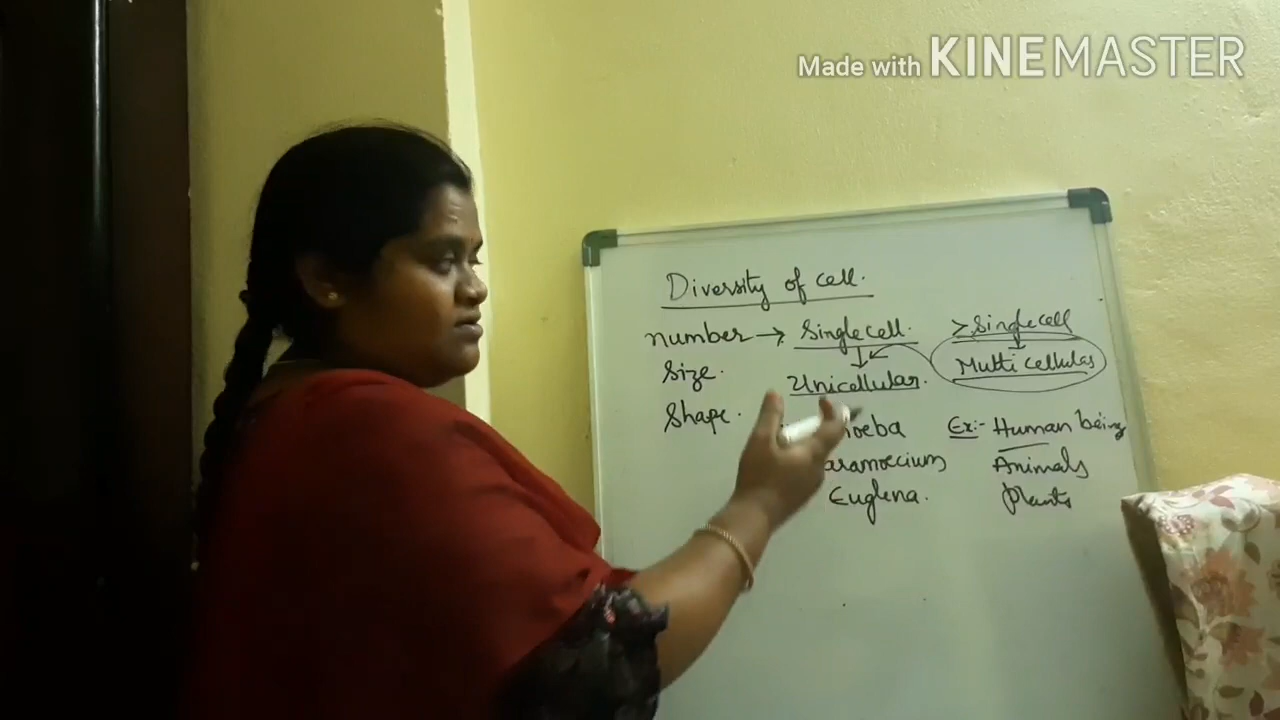 Made with KINEMASTER
Diversity of cell.
number → Single cell. > Single cell
Size. Unicellular. Multi cellular
Shape. Ex:- Human being
aramoecium Animals
Euglena. Plants